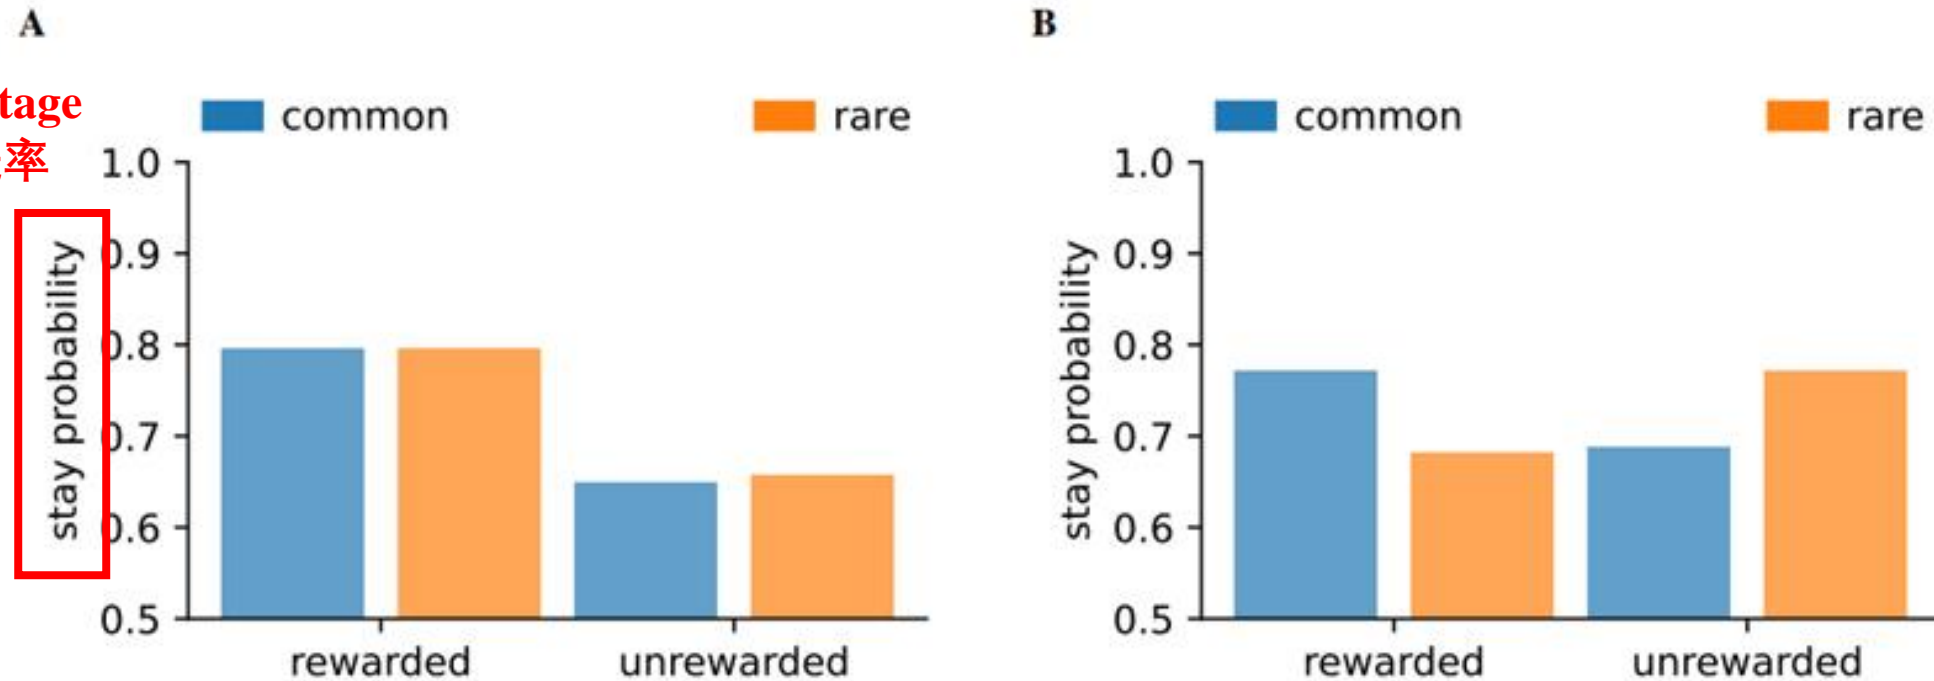 A
tage
率
common
rare
1.0
0.9
0.8
0.7
0.6
0.5
stay probability
rewarded
unrewarded
B
common
rare
1.0
0.9
0.8
0.7
0.6
0.5
stay probability
rewarded
unrewarded